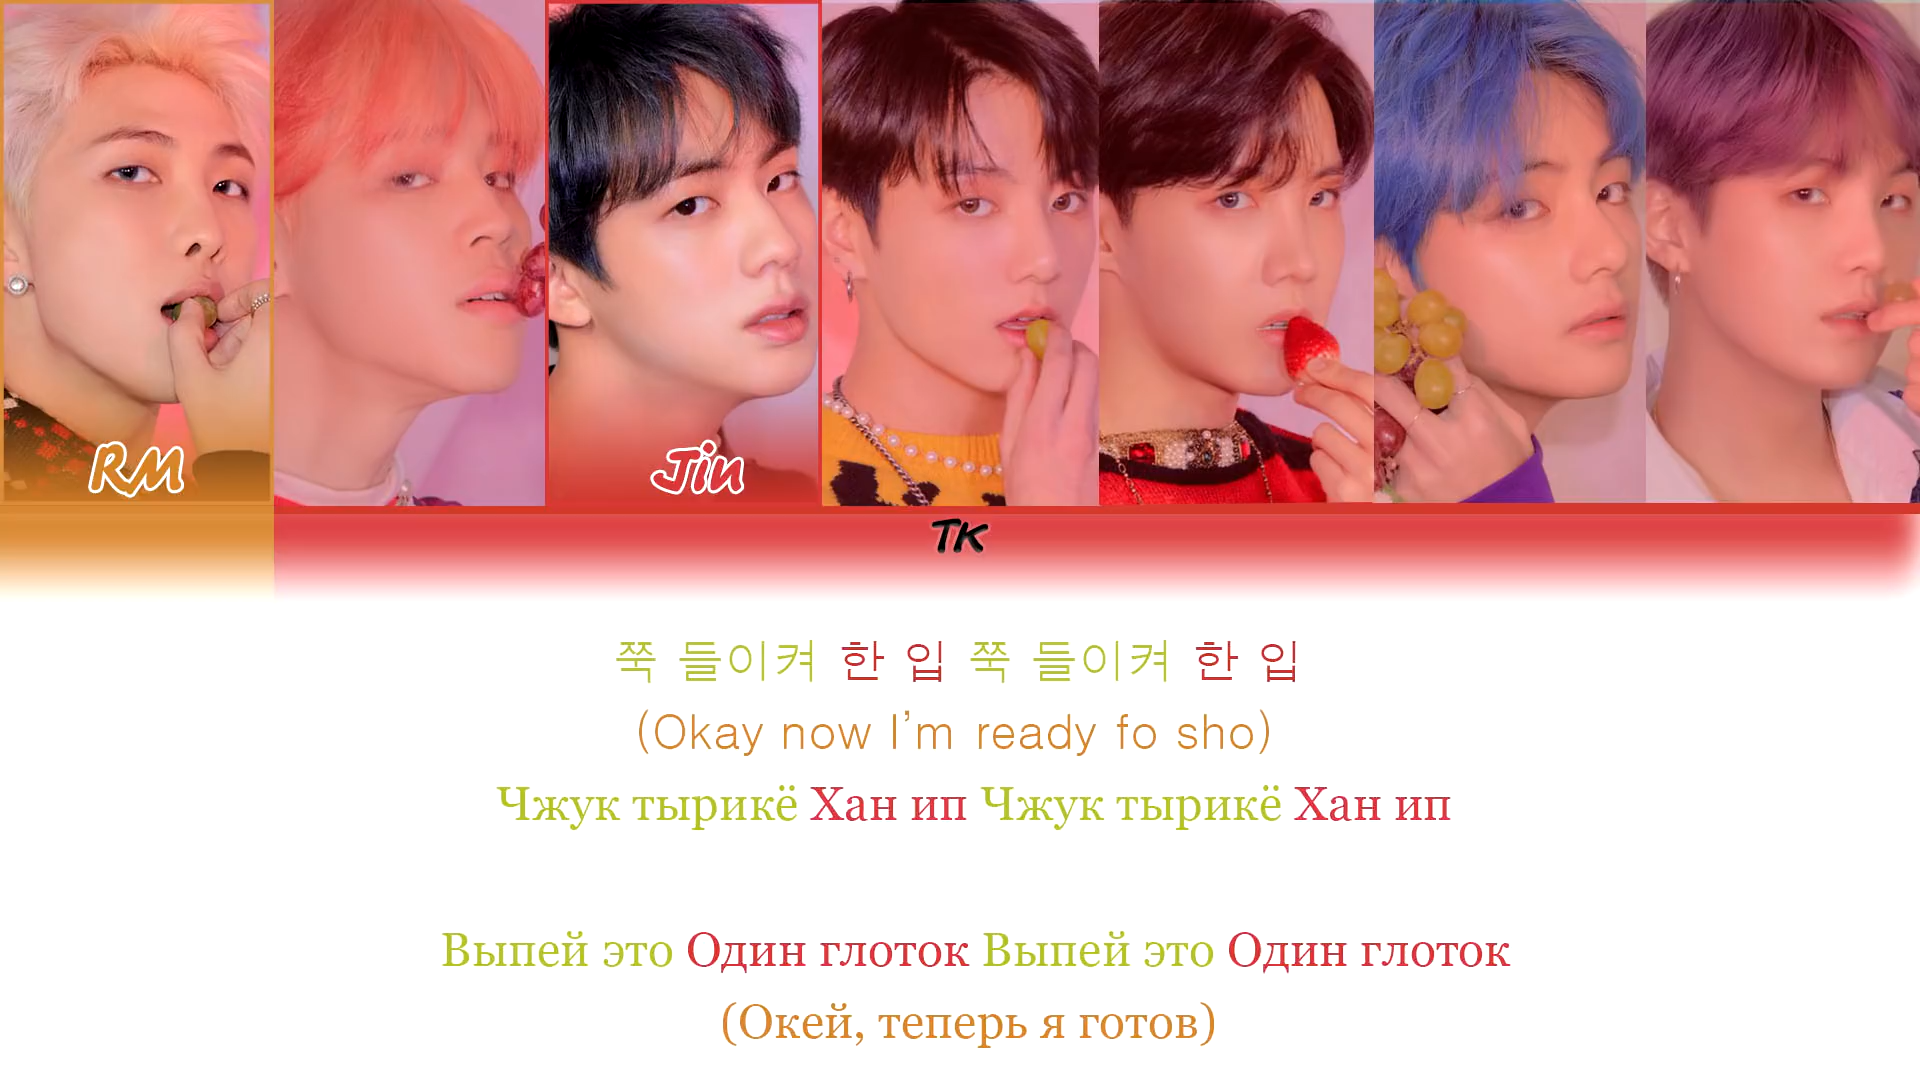 RM
Jin
TK
쭉 들이켜 한 입 쭉 들이켜 한 입
(Okay now I'm ready fo sho)
Чжук тырикё Хан ип Чжук тырикё Хан ип
Выпей это Один глоток Выпей это Один глоток
(Окей, теперь я готов)